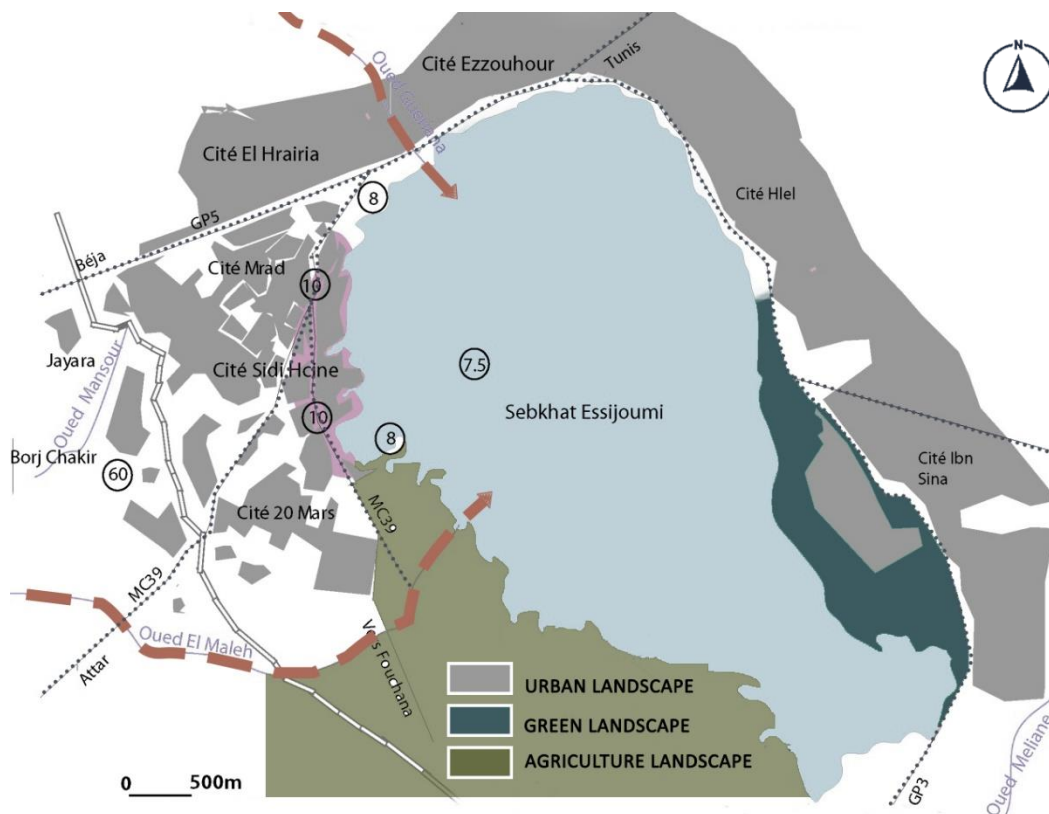 N
Cité Ezzouhour
Tunis
Oued
Cité El Hrairia
Cité Hlel
8
GP5
Béja
Cité Mrad
10
Jayara
Oued Mansour
Cité Sidi Hcine
7.5
Sebkhat Essijoumi
10
8
Borj Chakir
60
Cité Ibn
Sina
Cité 20 Mars
MC39
MC39
Oued El Maleh
Attar
Vers Fouchana
URBAN LANDSCAPE
GREEN LANDSCAPE
AGRICULTURE LANDSCAPE
0 500m
GP3
Oued Meliane